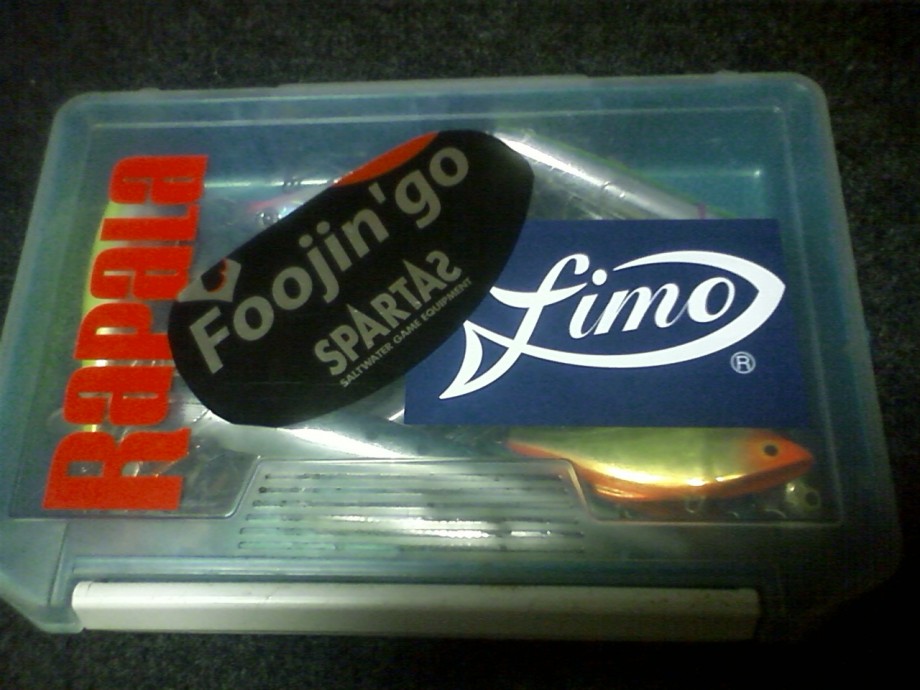 Rapala
Foojin'go
SPARTAS
SALTWATER GAME EQUIPMENT
fimo
®